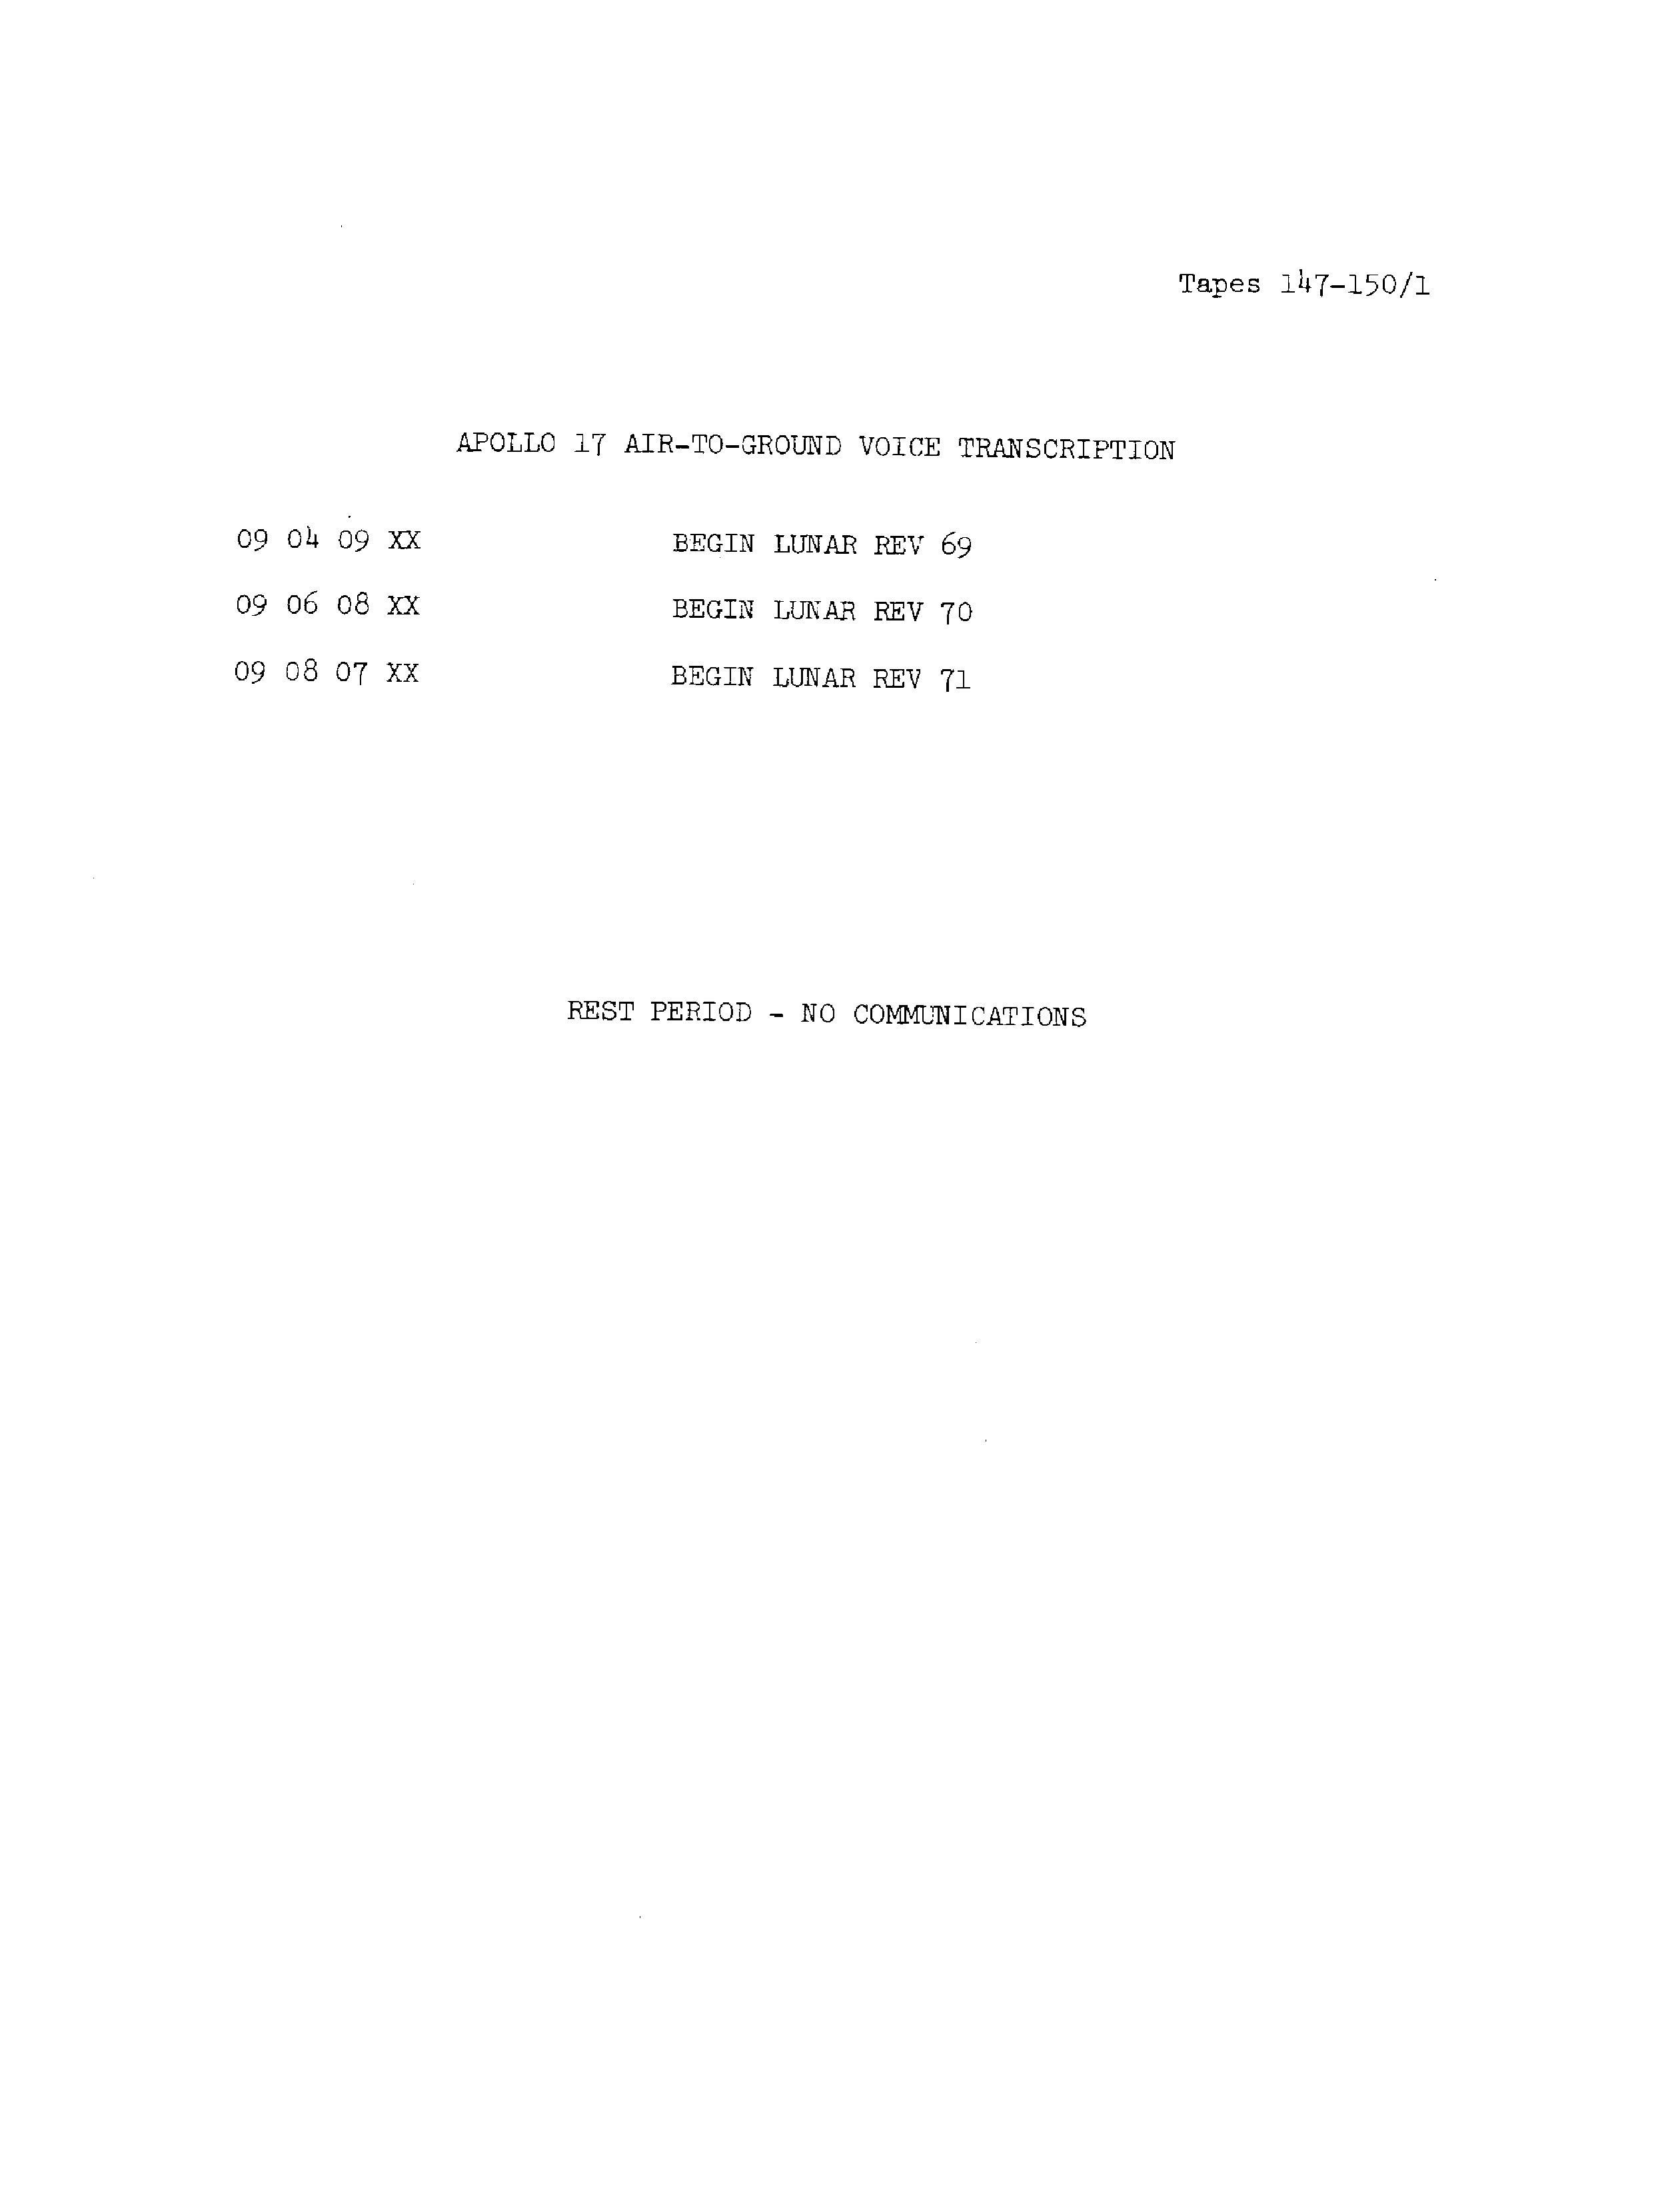 Tapes 147-150/1
APOLLO 17 AIR-TO-GROUND VOICE TRANSCRIPTION
09 04 09 XX BEGIN LUNAR REV 69
09 06 08 XX BEGIN LUNAR REV 70
09 08 07 XX BEGIN LUNAR REV 71
REST PERIOD - NO COMMUNICATIONS